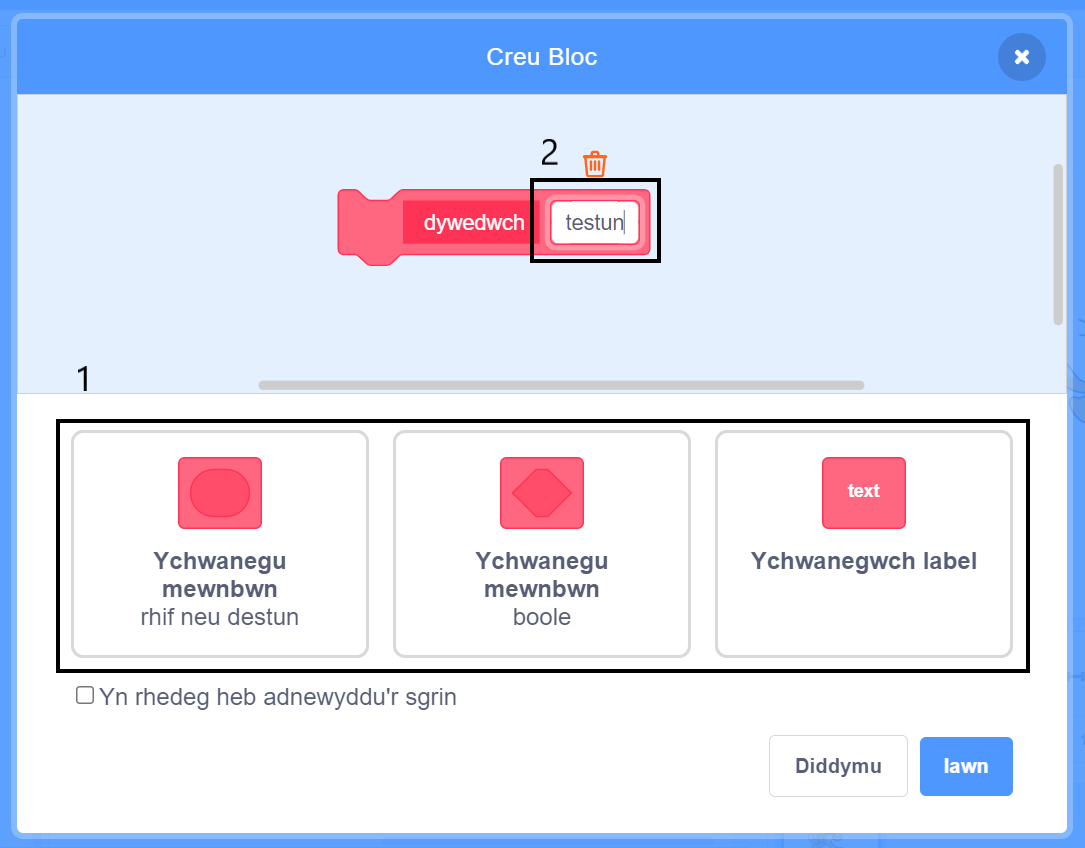 Creu Bloc
2
dywedwch testun
1
Ychwanegu
mewnbwn
rhif neu destun
Ychwanegu
mewnbwn
boole
text
Ychwanegwch label
Yn rhedeg heb adnewyddu'r sgrin
Diddymu
Iawn